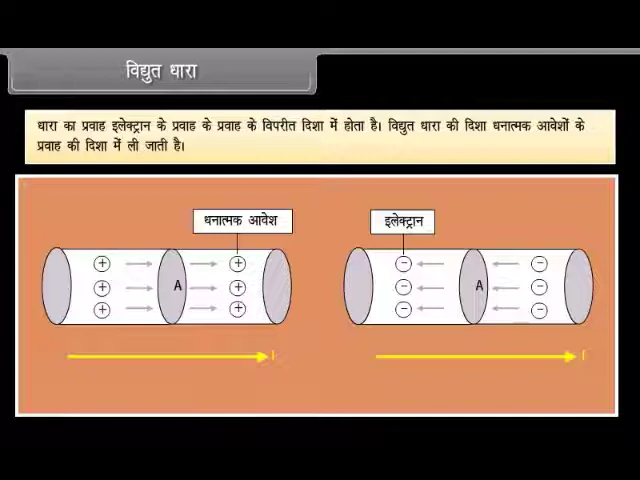 विद्युत धारा
धारा का प्रवाह इलेक्ट्रान के प्रवाह के प्रवाह के विपरीत दिशा में होता है। विद्युत धारा की दिशा धनात्मक आवेशों के
प्रवाह की दिशा में ली जाती है।
धनात्मक आवेश
इलेक्ट्रान
+ + − −
+ A + − A −
+ + − −
I I